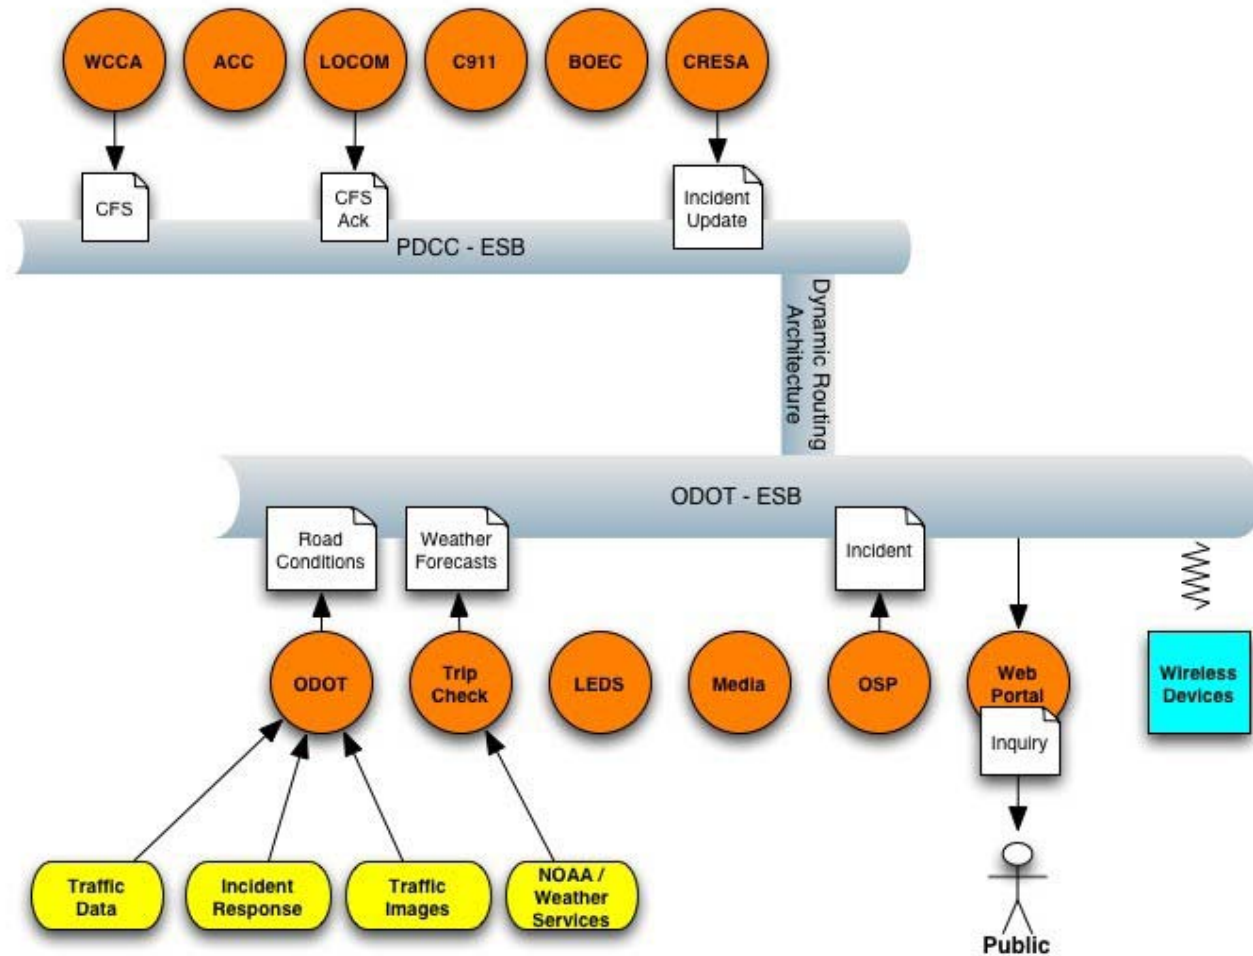 WCCA
ACC
LOCOM
C911
BOEC
CRESA
CFS
CFS
Ack
Incident
Update
PDCC - ESB
Dynamic Routing
Architecture
ODOT - ESB
Road
Conditions
Weather
Forecasts
Incident
ODOT
Trip
Check
LEDS
Media
OSP
Web
Portal
Wireless
Devices
Inquiry
Traffic
Data
Incident
Response
Traffic
Images
NOAA /
Weather
Services
Public